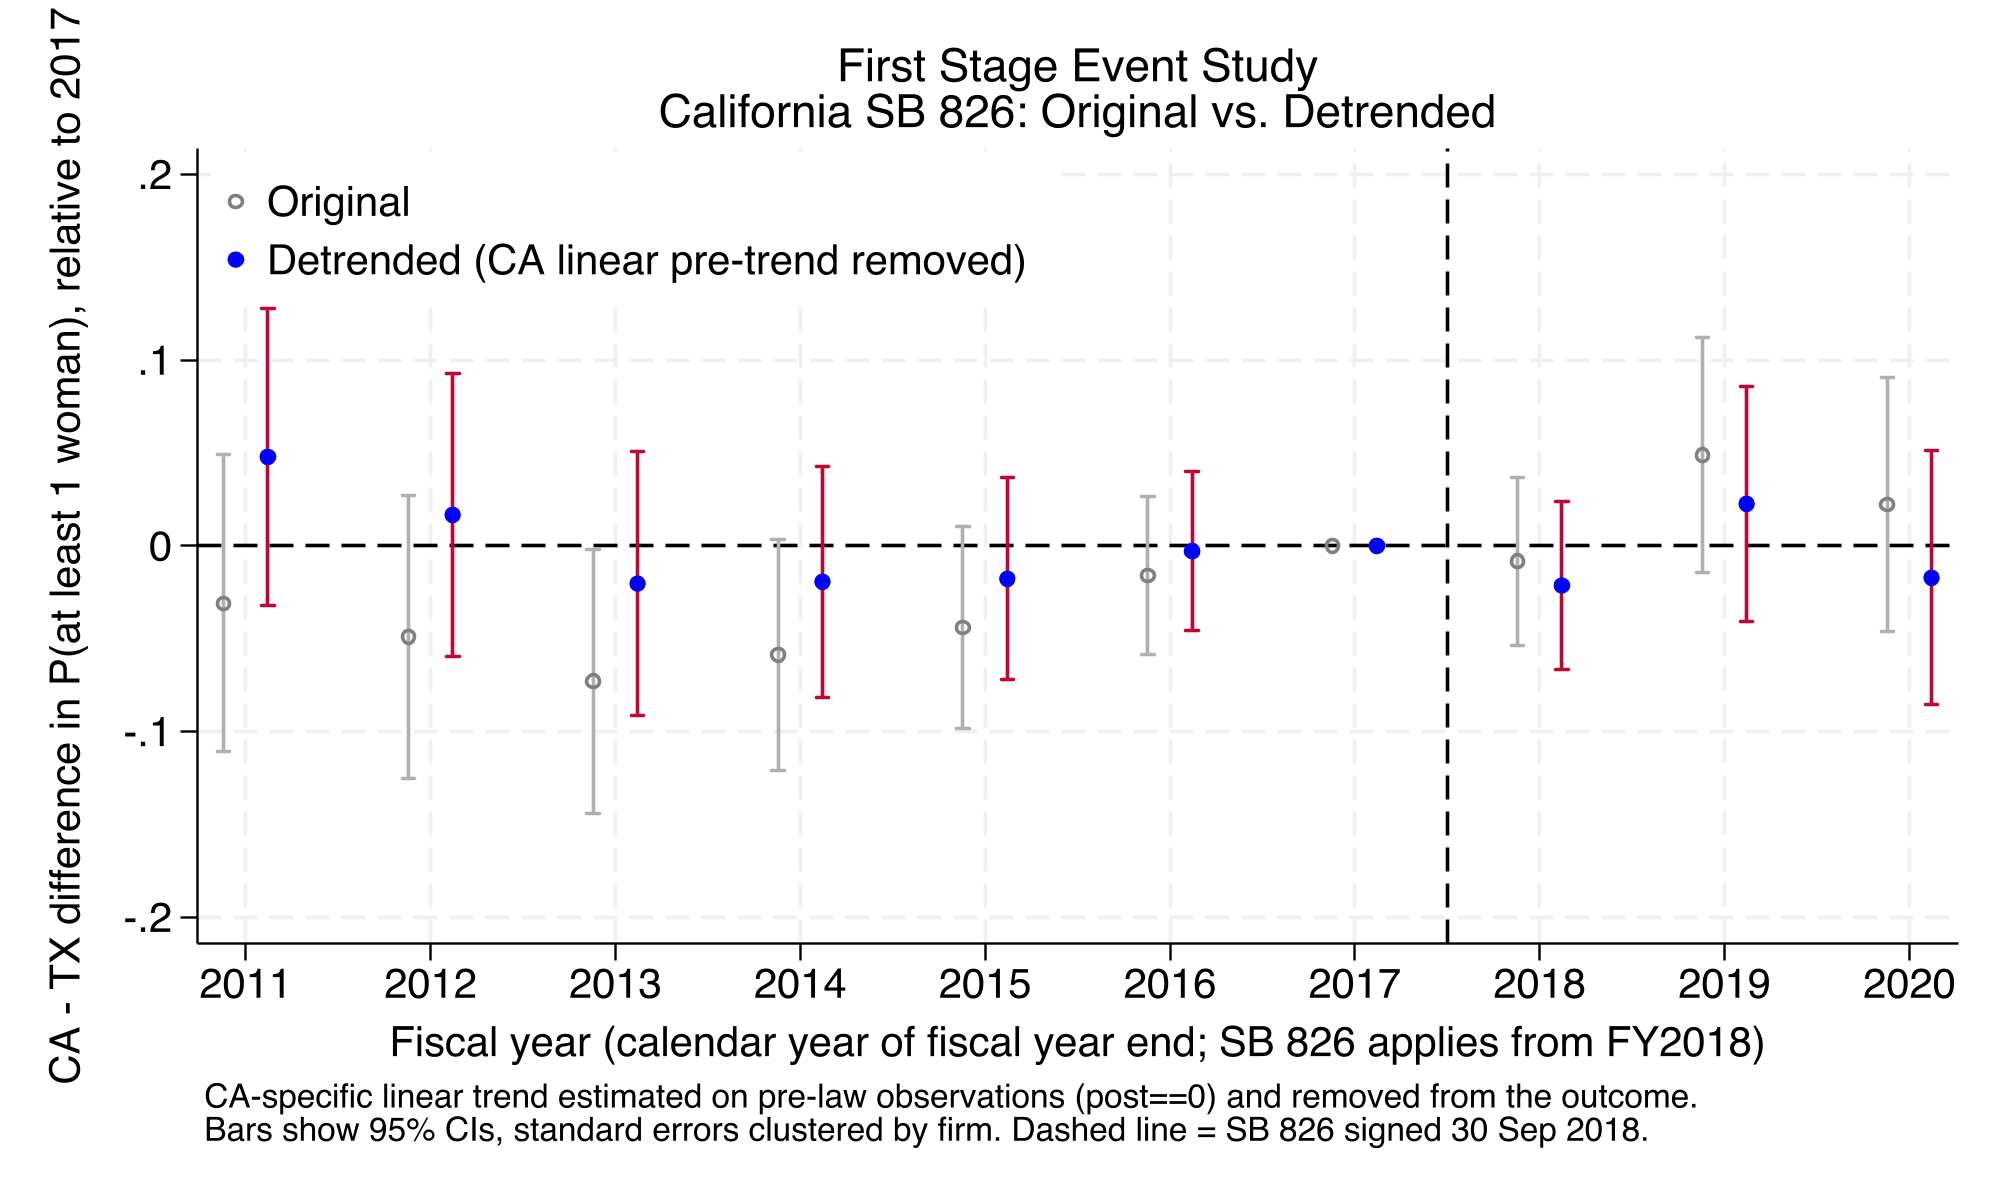 First Stage Event Study
California SB 826: Original vs. Detrended
CA - TX difference in P(at least 1 woman), relative to 2017
Original
Detrended (CA linear pre-trend removed)
.2
.1
0
-.1
-.2
2011 2012 2013 2014 2015 2016 2017 2018 2019 2020
Fiscal year (calendar year of fiscal year end; SB 826 applies from FY2018)
CA-specific linear trend estimated on pre-law observations (post==0) and removed from the outcome.
Bars show 95% CIs, standard errors clustered by firm. Dashed line = SB 826 signed 30 Sep 2018.